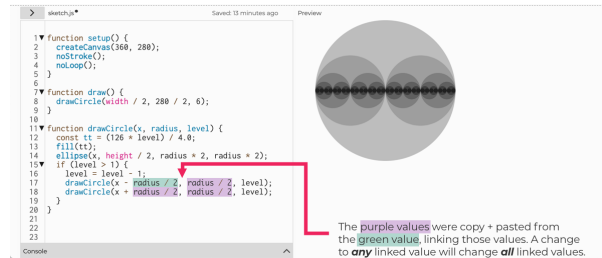 > sketch.js● Saved: 13 minutes ago Preview
1▼ function setup() {
2 createCanvas(360, 280);
3 noStroke();
4 noLoop();
5 }
6
7▼ function draw() {
8 drawCircle(width / 2, 280 / 2, 6);
9 }
10
11▼ function drawCircle(x, radius, level) {
12 const tt = (126 * level) / 4.0;
13 fill(tt);
14 ellipse(x, height / 2, radius * 2, radius * 2);
15▼ if (level > 1) {
16 level = level - 1;
17 drawCircle(x - radius / 2, radius / 2, level);
18 drawCircle(x + radius / 2, radius / 2, level);
19 }
20 }
21
22
23
The purple values were copy + pasted from
the green value, linking those values. A change
to any linked value will change all linked values.
Console